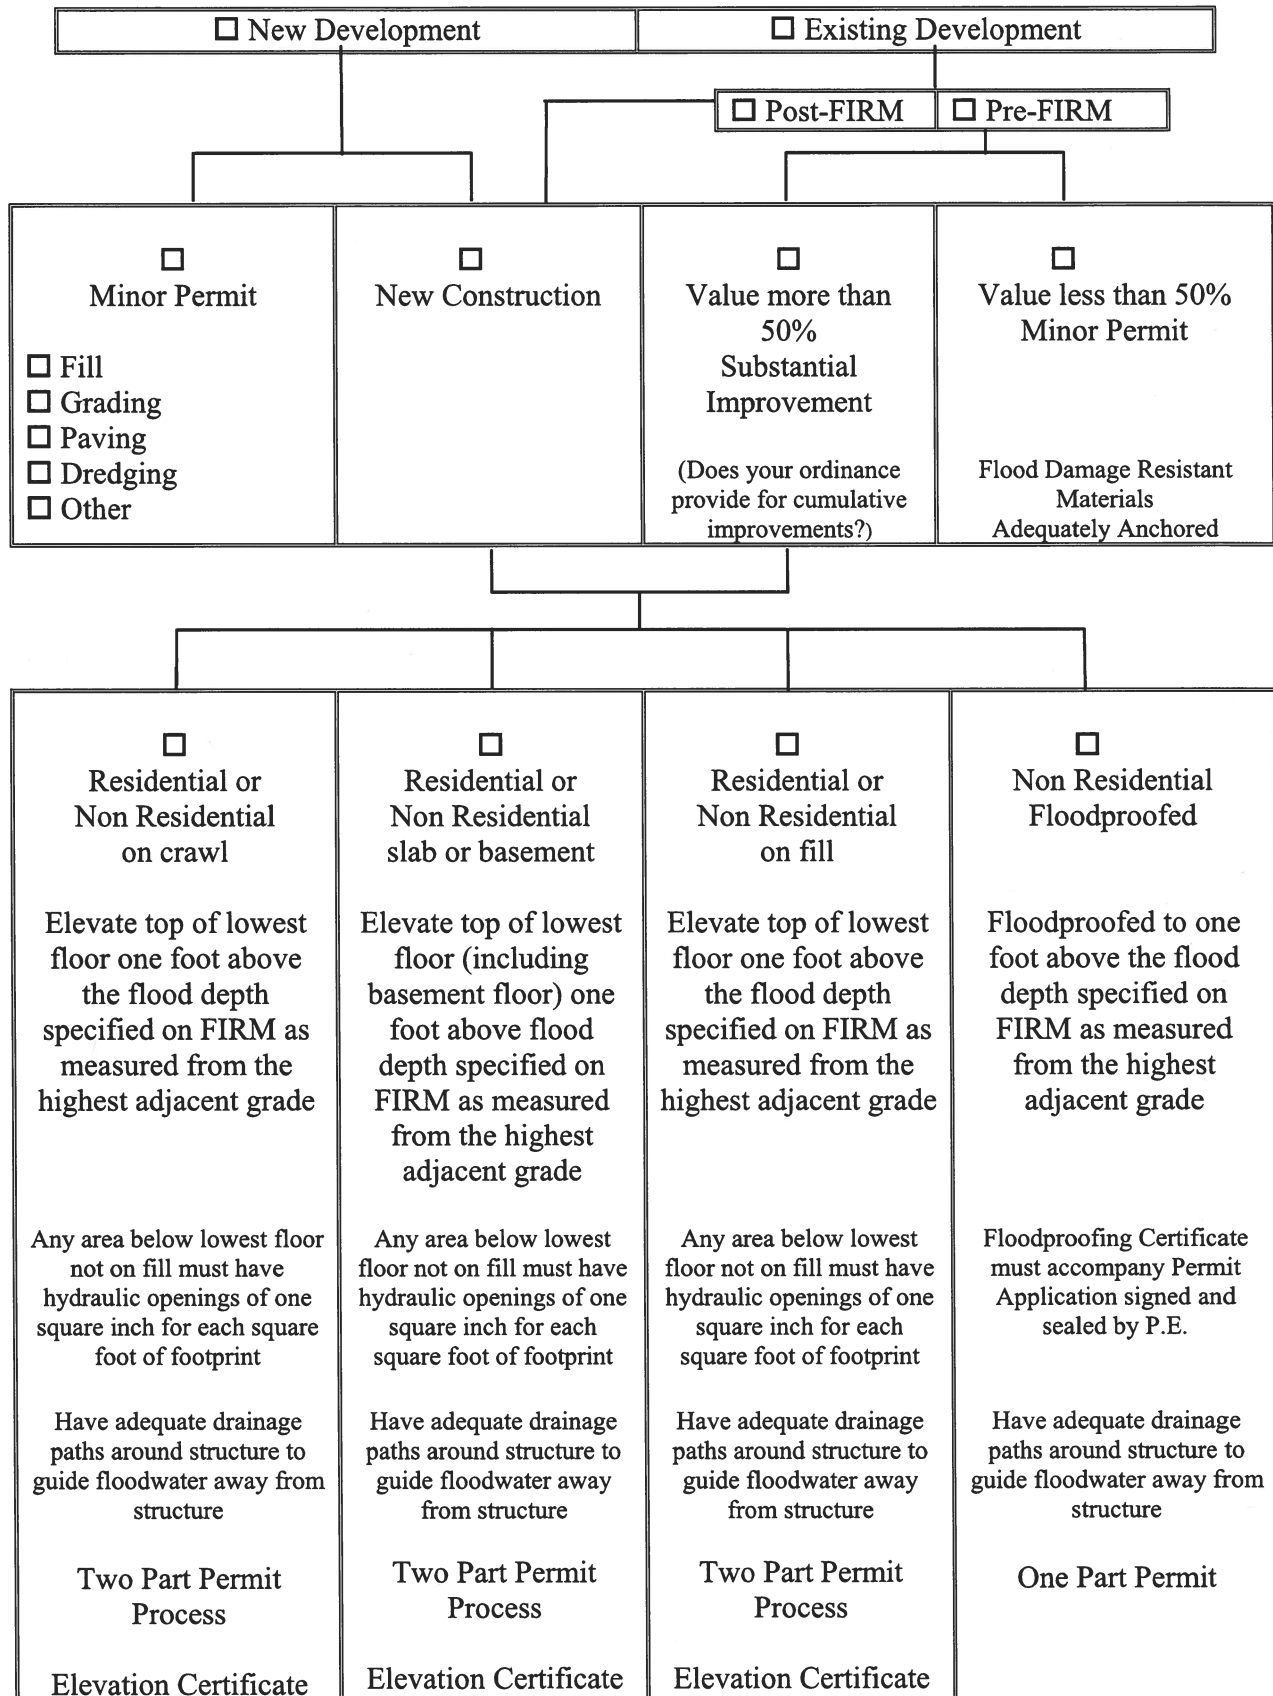 ☐ New Development
☐ Existing Development
☐ Post-FIRM
☐ Pre-FIRM
☐
Minor Permit
☐ Fill
☐ Grading
☐ Paving
☐ Dredging
☐ Other
☐
New Construction
☐
Value more than
50%
Substantial
Improvement
(Does your ordinance
provide for cumulative
improvements?)
☐
Value less than 50%
Minor Permit
Flood Damage Resistant
Materials
Adequately Anchored
☐
Residential or
Non Residential
on crawl
Elevate top of lowest
floor one foot above
the flood depth
specified on FIRM as
measured from the
highest adjacent grade
Any area below lowest floor
not on fill must have
hydraulic openings of one
square inch for each square
foot of footprint
Have adequate drainage
paths around structure to
guide floodwater away from
structure
Two Part Permit
Process
Elevation Certificate
☐
Residential or
Non Residential
slab or basement
Elevate top of lowest
floor (including
basement floor) one
foot above flood
depth specified on
FIRM as measured
from the highest
adjacent grade
Any area below lowest
floor not on fill must have
hydraulic openings of one
square inch for each
square foot of footprint
Have adequate drainage
paths around structure to
guide floodwater away
from structure
Two Part Permit
Process
Elevation Certificate
☐
Residential or
Non Residential
on fill
Elevate top of lowest
floor one foot above
the flood depth
specified on FIRM as
measured from the
highest adjacent grade
Any area below lowest
floor not on fill must have
hydraulic openings of one
square inch for each
square foot of footprint
Have adequate drainage
paths around structure to
guide floodwater away
from structure
Two Part Permit
Process
Elevation Certificate
☐
Non Residential
Floodproofed
Floodproofed to one
foot above the flood
depth specified on
FIRM as measured
from the highest
adjacent grade
Floodproofing Certificate
must accompany Permit
Application signed and
sealed by P.E.
Have adequate drainage
paths around structure to
guide floodwater away from
structure
One Part Permit